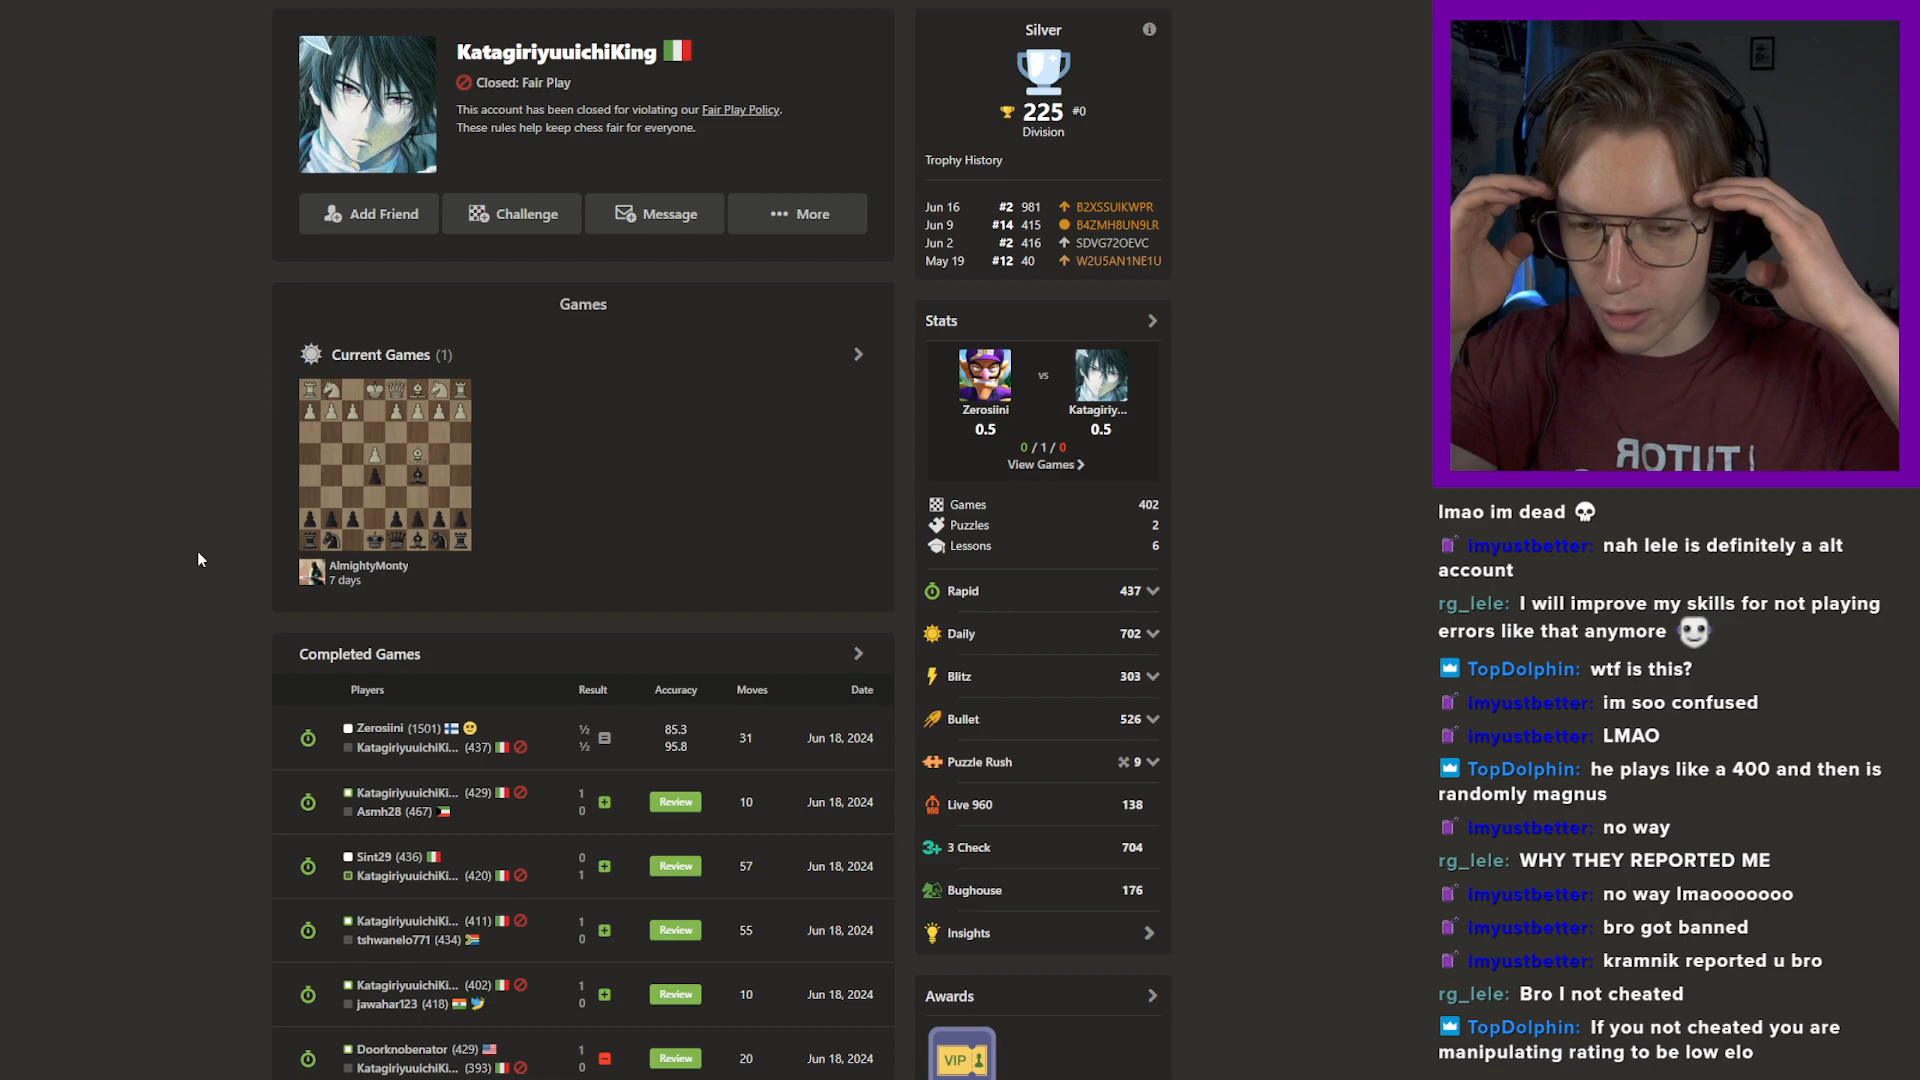 KatagiriyuuichiKing
Closed: Fair Play
This account has been closed for violating our Fair Play Policy.
These rules help keep chess fair for everyone.
Add Friend
Challenge
Message
More
Games
Current Games (1)
AlmightyMonty
7 days
Completed Games
Players Result Accuracy Moves Date
Zerosiini (1501) ½ 85.3
KatagiriyuuichiKi... (437) ½ 95.8
31 Jun 18, 2024
KatagiriyuuichiKi... (429) 1
Asmh28 (467) 0
Review 10 Jun 18, 2024
Sint29 (436) 0
KatagiriyuuichiKi... (420) 1
Review 57 Jun 18, 2024
KatagiriyuuichiKi... (411) 1
tshwanelo771 (434) 0
Review 55 Jun 18, 2024
KatagiriyuuichiKi... (402) 1
jawahar123 (418) 0
Review 10 Jun 18, 2024
Doorknobenator (429) 1
KatagiriyuuichiKi... (393) 0
Review 20 Jun 18, 2024
Silver
225 #0
Division
Trophy History
Jun 16 #2 981 B2XSSUIKWPR
Jun 9 #14 415 B4ZMH8UN9LR
Jun 2 #2 416 SDVG72OEVC
May 19 #12 40 W2U5AN1NE1U
Stats
vs
Zerosiini Katagiriy...
0.5 0.5
0 / 1 / 0
View Games
Games 402
Puzzles 2
Lessons 6
Rapid 437
Daily 702
Blitz 303
Bullet 526
Puzzle Rush 9
Live 960 138
3 Check 704
Bughouse 176
Insights
Awards
VIP
I TUTOR
lmao im dead
imyustbetter: nah lele is definitely a alt
account
rg_lele: I will improve my skills for not playing
errors like that anymore
TopDolphin: wtf is this?
imyustbetter: im soo confused
imyustbetter: LMAO
TopDolphin: he plays like a 400 and then is
randomly magnus
imyustbetter: no way
rg_lele: WHY THEY REPORTED ME
imyustbetter: no way lmaooooooo
imyustbetter: bro got banned
imyustbetter: kramnik reported u bro
rg_lele: Bro I not cheated
TopDolphin: If you not cheated you are
manipulating rating to be low elo